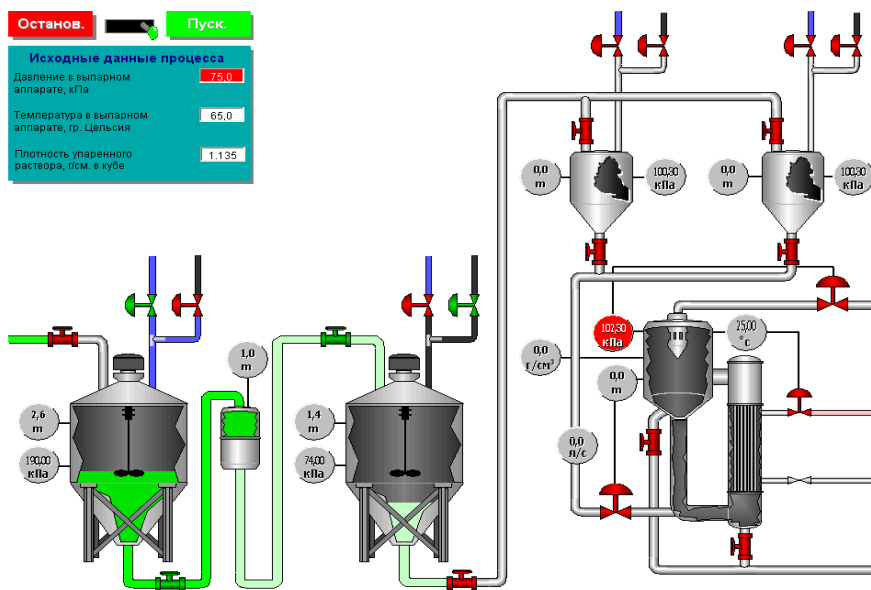 Останов.
Пуск.
Исходные данные процесса
Давление в выпарном
аппарате, кПа
75,0
Температура в выпарном
аппарате, гр. Цельсия
65,0
Плотность упаренного
раствора, г/см. в кубе
1.135
0,0
m
100,30
кПа
0,0
m
100,30
кПа
102,30
кПа
25,00
°c
0,0
г/см³
0,0
m
1,0
m
2,6
m
190,00
кПа
1,4
m
74,00
кПа
0,0
л/с